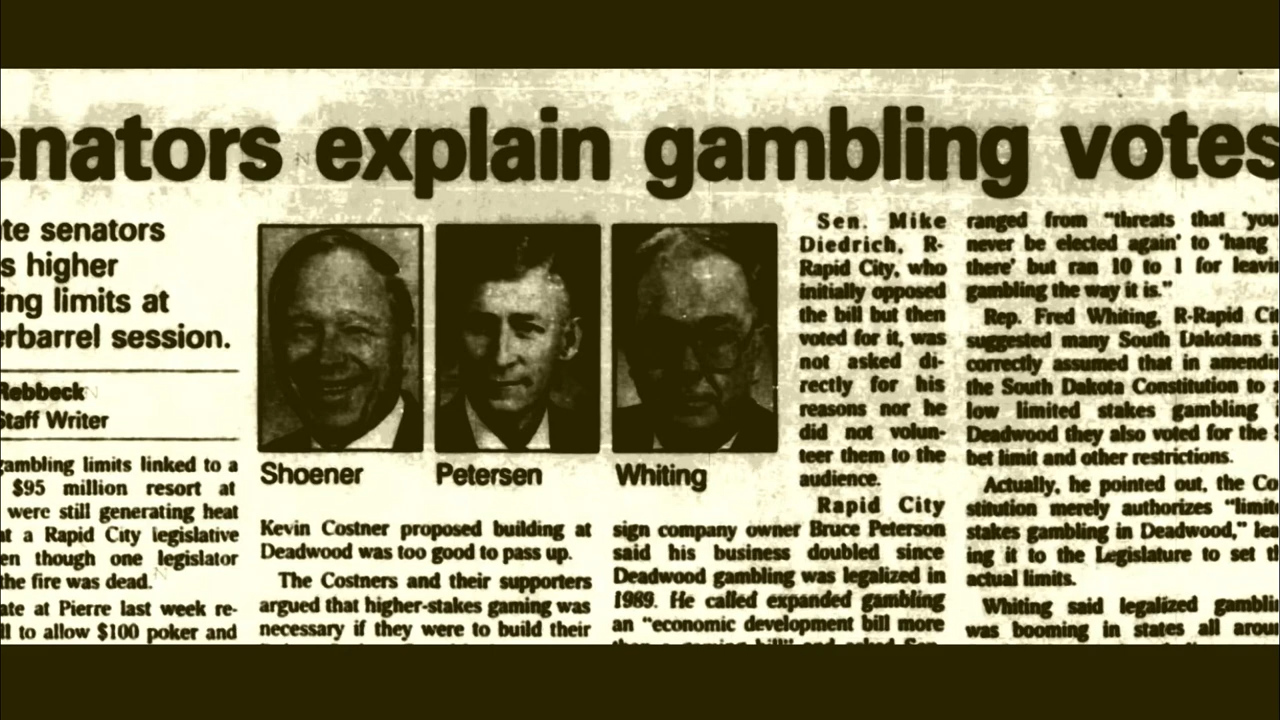 enators explain gambling votes
te senators
s higher
ing limits at
erbarrel session.
Rebbeck
Staff Writer
gambling limits linked to a
$95 million resort at
were still generating heat
at a Rapid City legislative
en though one legislator
the fire was dead.
ate at Pierre last week re-
ll to allow $100 poker and
Shoener
Petersen
Whiting
Kevin Costner proposed building at
Deadwood was too good to pass up.
The Costners and their supporters
argued that higher-stakes gaming was
necessary if they were to build their
Sen. Mike
Diedrich, R-
Rapid City, who
initially opposed
the bill but then
voted for it, was
not asked di-
rectly for his
reasons nor he
did not volun-
teer them to the
audience.
Rapid City
sign company owner Bruce Peterson
said his business doubled since
Deadwood gambling was legalized in
1989. He called expanded gambling
an “economic development bill more
ranged from “threats that ‘you
never be elected again’ to ‘hang
there’ but ran 10 to 1 for leavin
gambling the way it is.”
Rep. Fred Whiting, R-Rapid Cit
suggested many South Dakotans i
correctly assumed that in amendi
the South Dakota Constitution to a
low limited stakes gambling i
Deadwood they also voted for the $
bet limit and other restrictions.
Actually, he pointed out, the Co
stitution merely authorizes “limite
stakes gambling in Deadwood,” lea
ing it to the Legislature to set th
actual limits.
Whiting said legalized gamblin
was booming in states all aroun